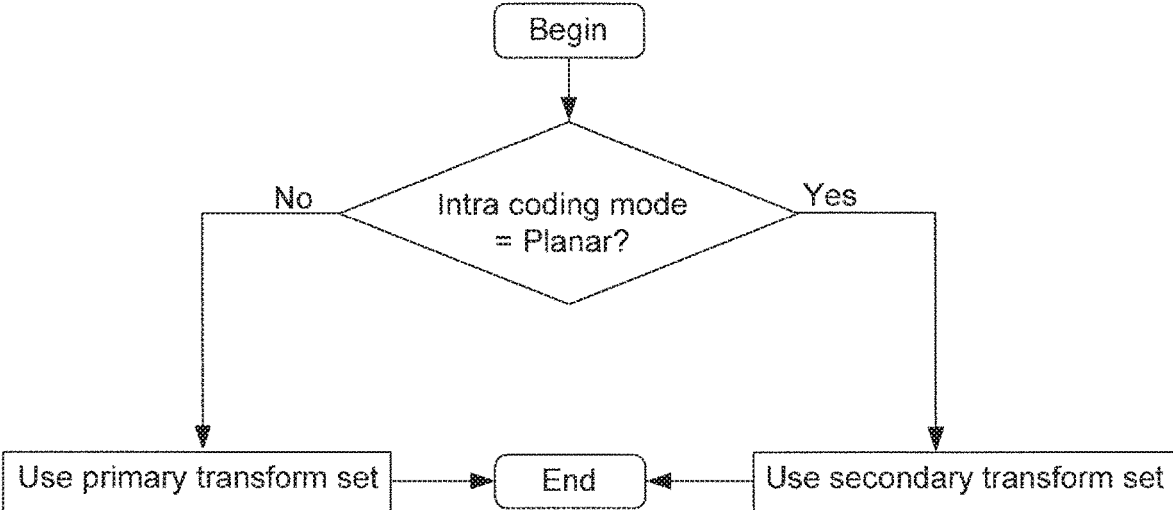 Begin
No
Yes
Intra coding mode
= Planar?
Use primary transform set
End
Use secondary transform set